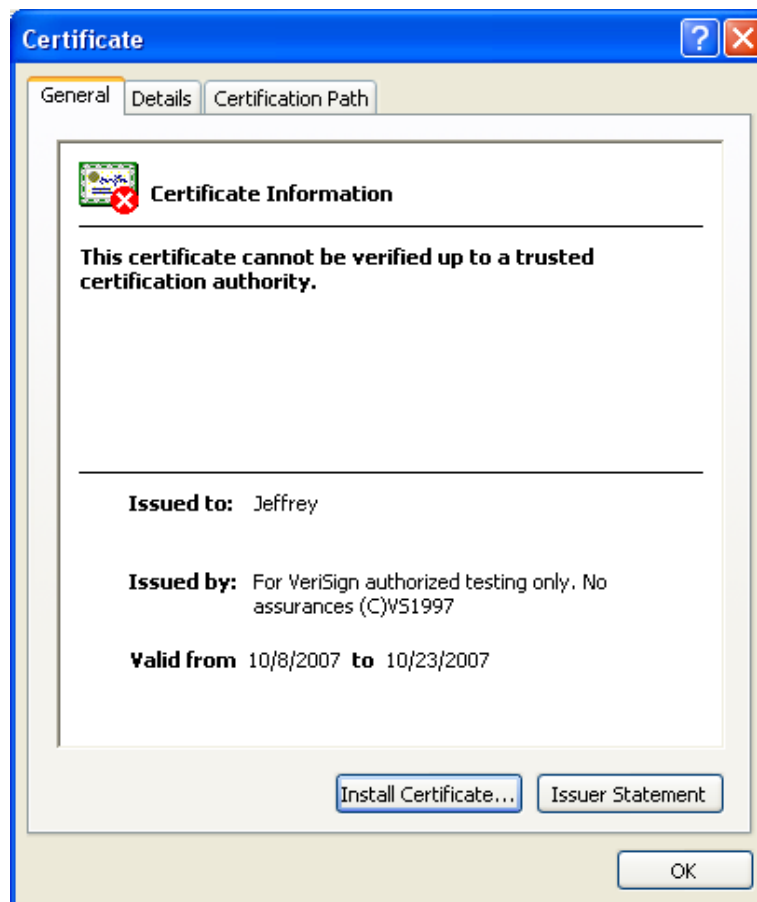 Certificate
General Details Certification Path
Certificate Information
This certificate cannot be verified up to a trusted
certification authority.
Issued to: Jeffrey
Issued by: For VeriSign authorized testing only. No
assurances (C)VS1997
Valid from 10/8/2007 to 10/23/2007
Install Certificate... Issuer Statement
OK